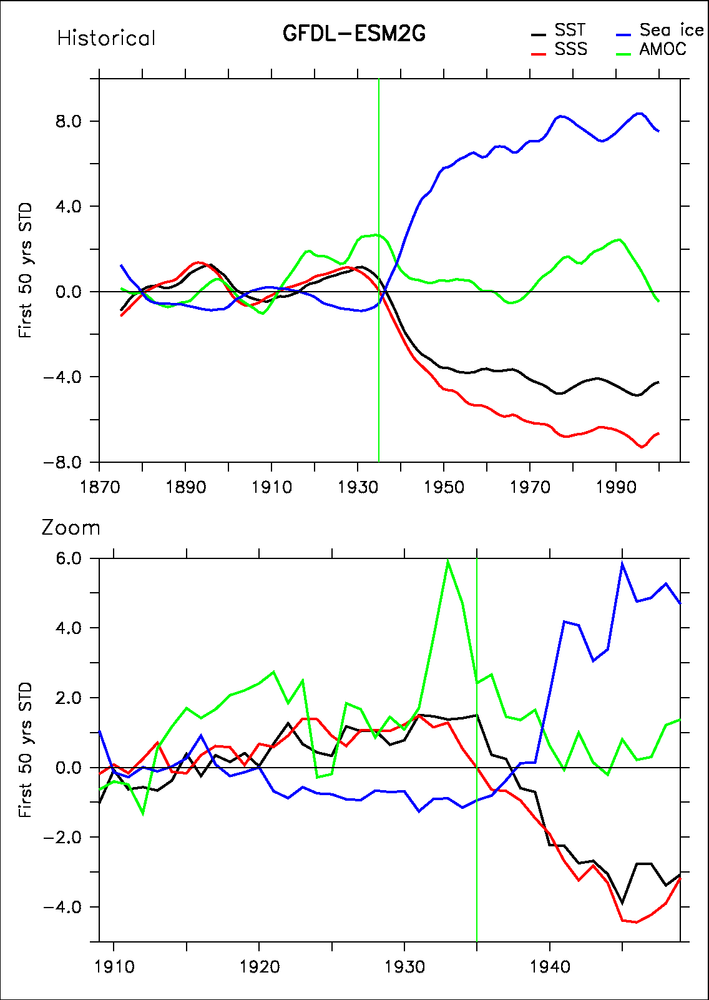 Historical
GFDL-ESM2G
SST
Sea ice
SSS
AMOC
First 50 yrs STD
8.0
4.0
0.0
-4.0
-8.0
1870 1890 1910 1930 1950 1970 1990
Zoom
First 50 yrs STD
6.0
4.0
2.0
0.0
-2.0
-4.0
1910 1920 1930 1940